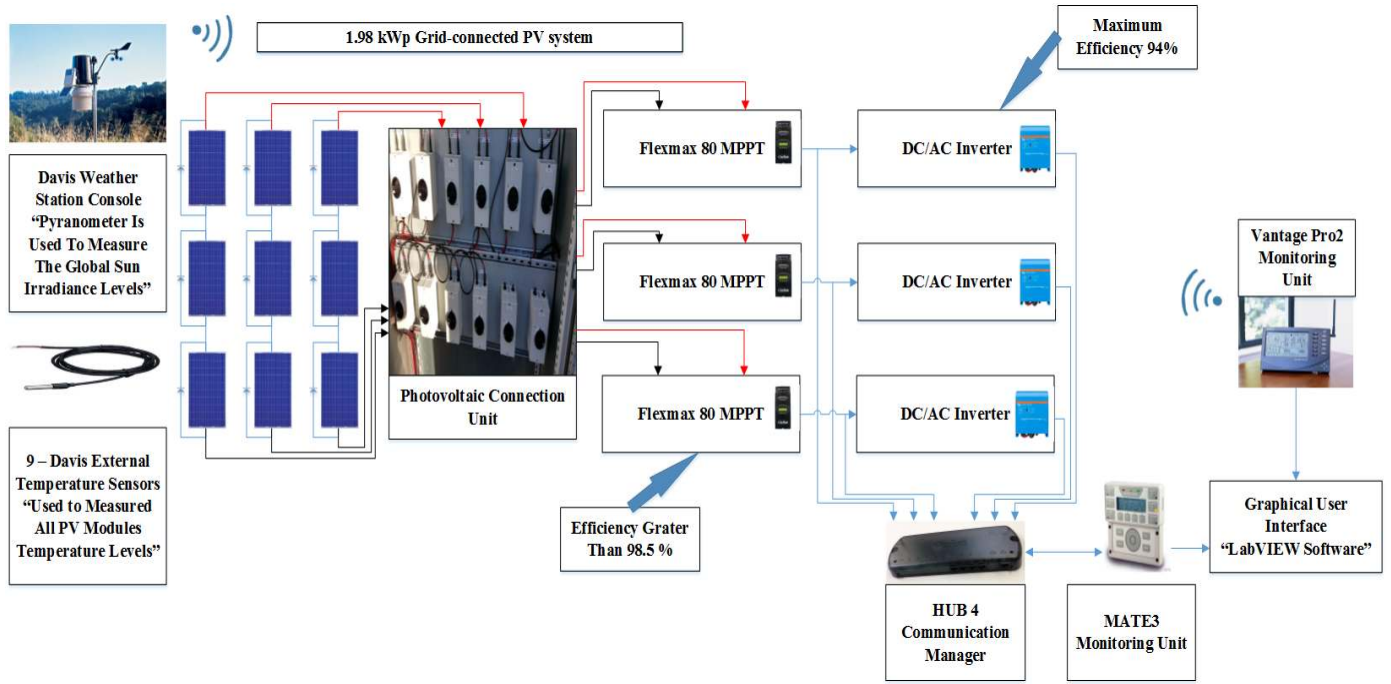 1.98 kWp Grid-connected PV system
Maximum
Efficiency 94%
Davis Weather
Station Console
“Pyranometer Is
Used To Measure
The Global Sun
Irradiance Levels”
9 – Davis External
Temperature Sensors
“Used to Measured
All PV Modules
Temperature Levels”
Photovoltaic Connection
Unit
Flexmax 80 MPPT
DC/AC Inverter
Flexmax 80 MPPT
DC/AC Inverter
Flexmax 80 MPPT
DC/AC Inverter
Efficiency Grater
Than 98.5 %
Vantage Pro2
Monitoring
Unit
Graphical User
Interface
“LabVIEW Software”
HUB 4
Communication
Manager
MATE3
Monitoring Unit